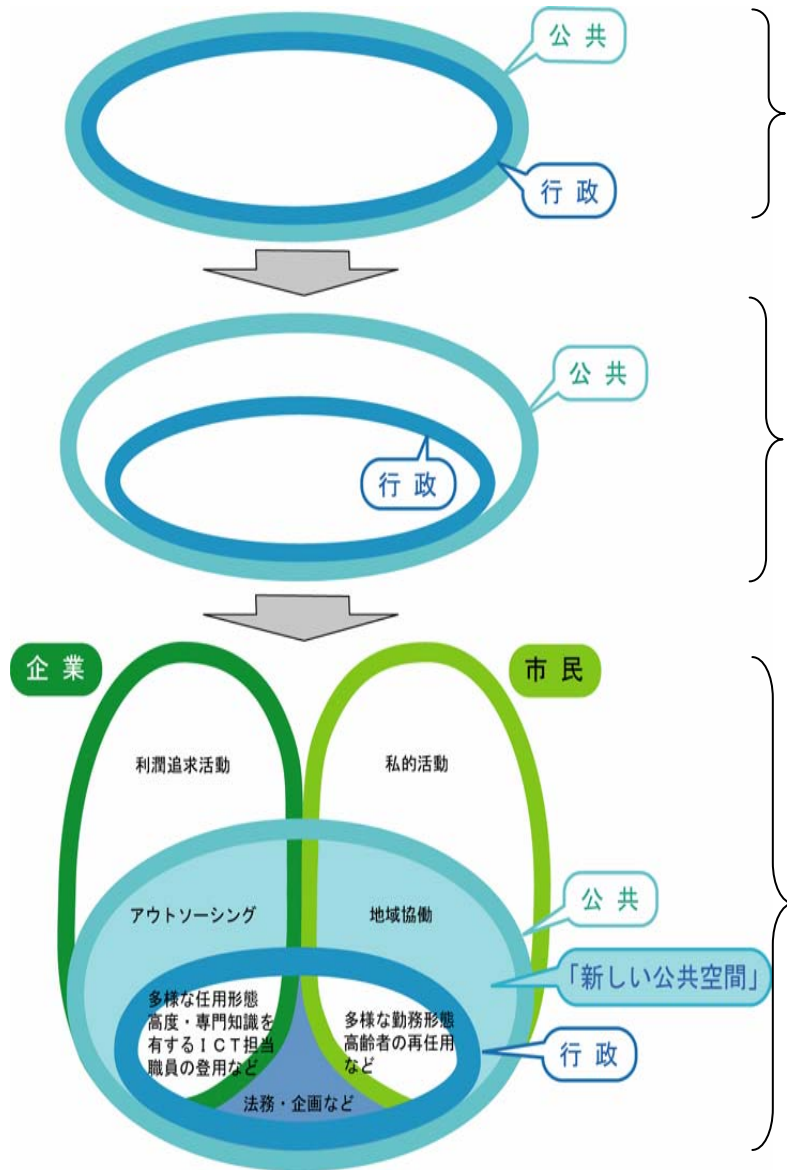 公 共
行 政
公 共
行 政
企 業
市 民
利潤追求活動
私的活動
アウトソーシング
地域協働
公 共
「新しい公共空間」
多様な任用形態
高度・専門知識を
有するＩＣＴ担当
職員の登用など
多様な勤務形態
高齢者の再任用
など
行 政
法務・企画など